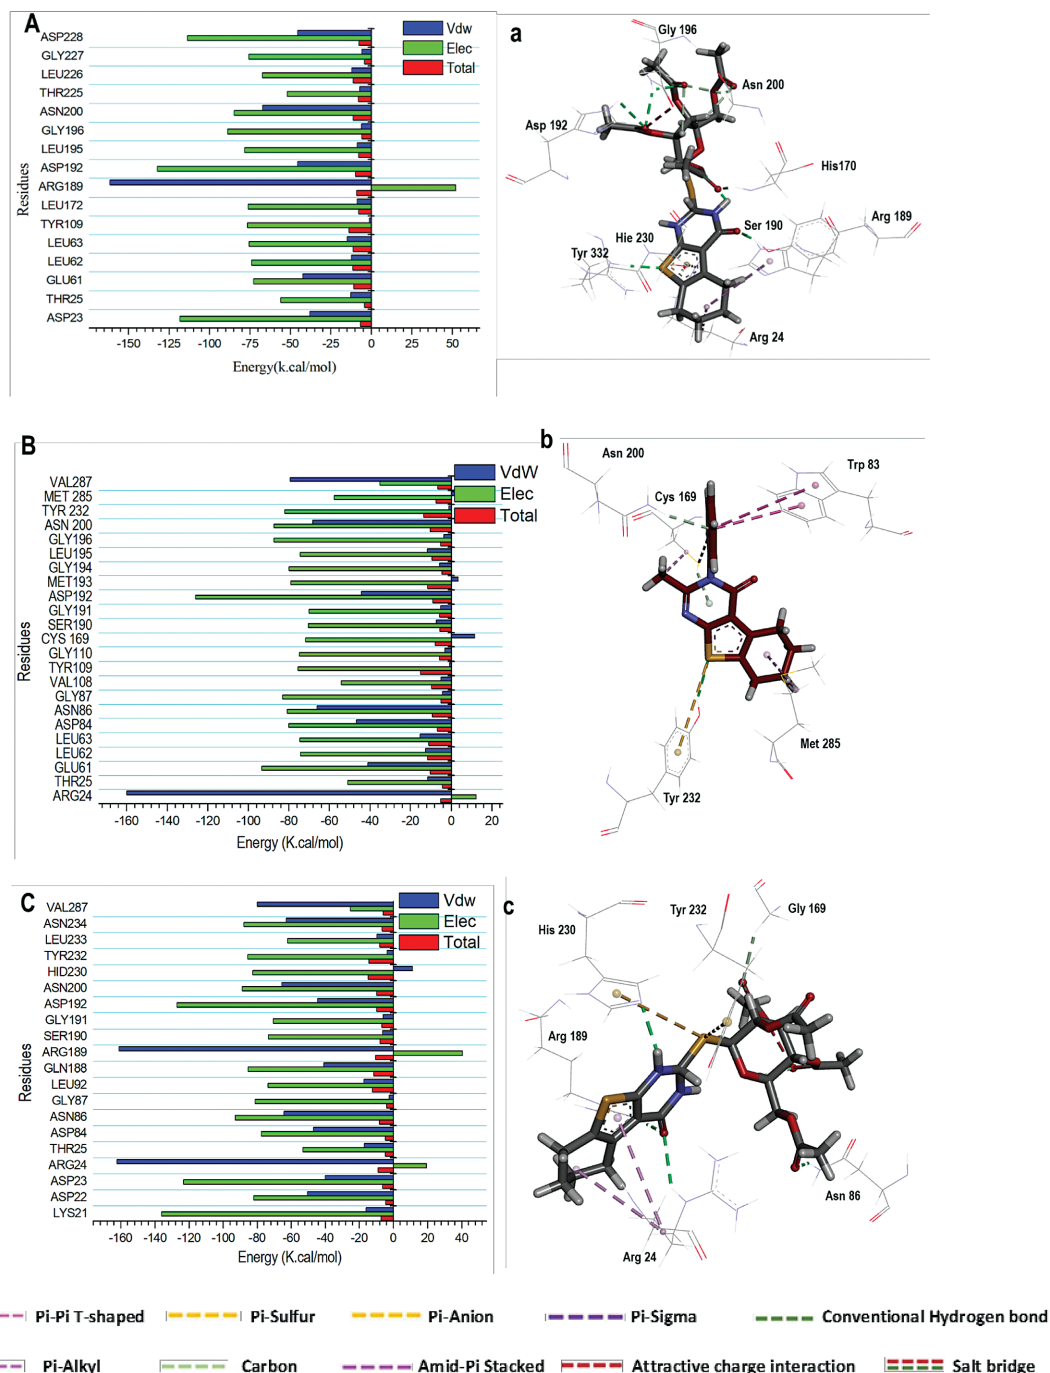 A
Vdw
Elec
Total
ASP228
GLY227
LEU226
THR225
ASN200
GLY196
LEU195
ASP192
ARG189
LEU172
TYR109
LEU63
LEU62
GLU61
THR25
ASP23
Residues
-150 -125 -100 -75 -50 -25 0 25 50
Energy(k.cal/mol)
a
Gly 196
Asn 200
Asp 192
His170
Ser 190
Arg 189
Hie 230
Tyr 332
Arg 24
B
VdW
Elec
Total
VAL287
MET 285
TYR 232
ASN 200
GLY196
LEU195
GLY194
MET193
ASP192
GLY191
SER190
CYS 169
GLY110
TYR109
VAL108
GLY87
ASN86
ASP84
LEU63
LEU62
GLU61
THR25
ARG24
Residues
-160 -140 -120 -100 -80 -60 -40 -20 0 20
Energy (K.cal/mol)
b
Asn 200
Trp 83
Cys 169
Met 285
Tyr 232
C
Vdw
Elec
Total
VAL287
ASN234
LEU233
TYR232
HID230
ASN200
ASP192
GLY191
SER190
ARG189
GLN188
LEU92
GLY87
ASN86
ASP84
THR25
ARG24
ASP23
ASP22
LYS21
Residues
-160 -140 -120 -100 -80 -60 -40 -20 0 20 40
Energy (K.cal/mol)
c
His 230
Tyr 232
Gly 169
Arg 189
Asn 86
Arg 24
Pi-Pi T-shaped
Pi-Sulfur
Pi-Anion
Pi-Sigma
Conventional Hydrogen bond
Pi-Alkyl
Carbon
Amid-Pi Stacked
Attractive charge interaction
Salt bridge